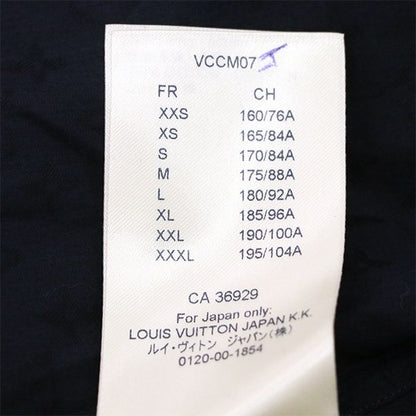 VCCM07
FR CH
XXS 160/76A
XS 165/84A
S 170/84A
M 175/88A
L 180/92A
XL 185/96A
XXL 190/100A
XXXL 195/104A
CA 36929
For Japan only:
LOUIS VUITTON JAPAN K.K.
ルイ・ヴィトン ジャパン(株)
0120-00-1854